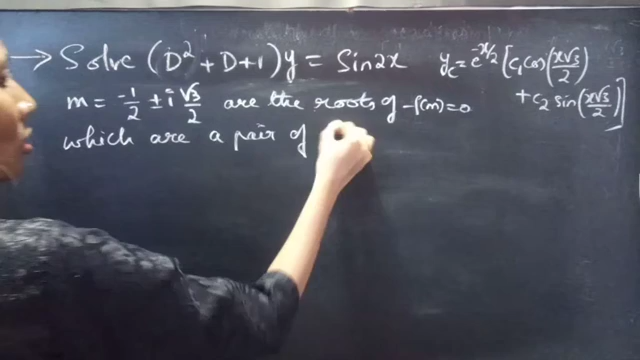 → Solve (D² + D + 1) y = Sin2x
y_c = e^{-x/2} [c₁ cos(x√3/2)
+ c₂ sin(x√3/2)]
m = -1/2 ± i √3/2 are the roots of f(m)=0
which are a pair of